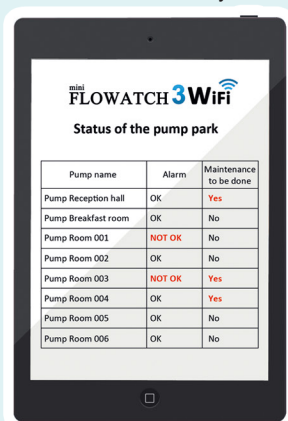 mini
FLOWATCH 3 WiFi
Status of the pump park
Pump name Alarm Maintenance to be done
Pump Reception hall OK Yes
Pump Breakfast room OK No
Pump Room 001 NOT OK No
Pump Room 002 OK No
Pump Room 003 NOT OK Yes
Pump Room 004 OK Yes
Pump Room 005 OK No
Pump Room 006 OK No